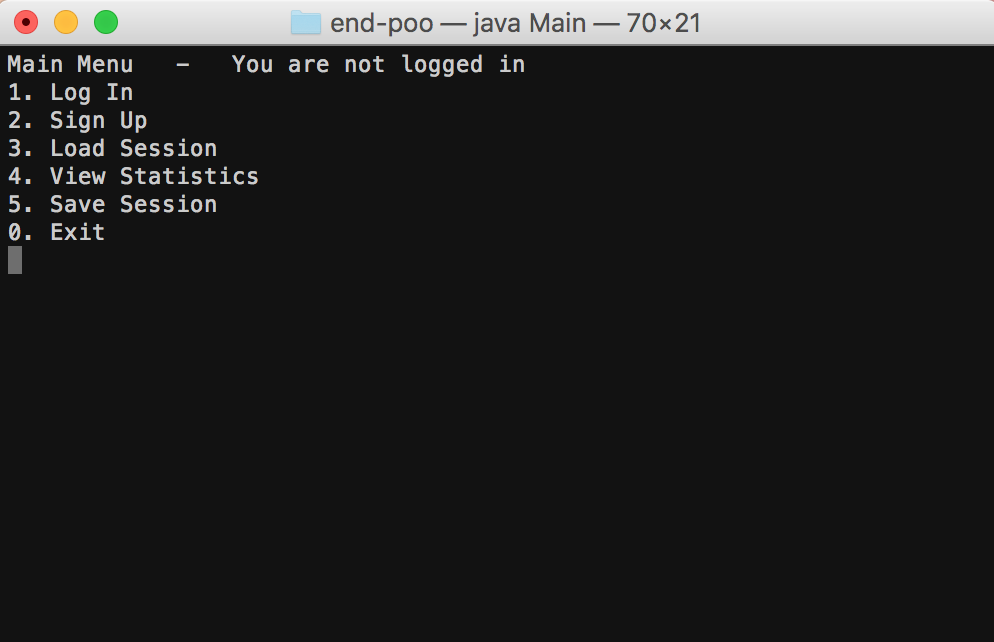 end-poo — java Main — 70×21
Main Menu   -   You are not logged in
1. Log In
2. Sign Up
3. Load Session
4. View Statistics
5. Save Session
0. Exit